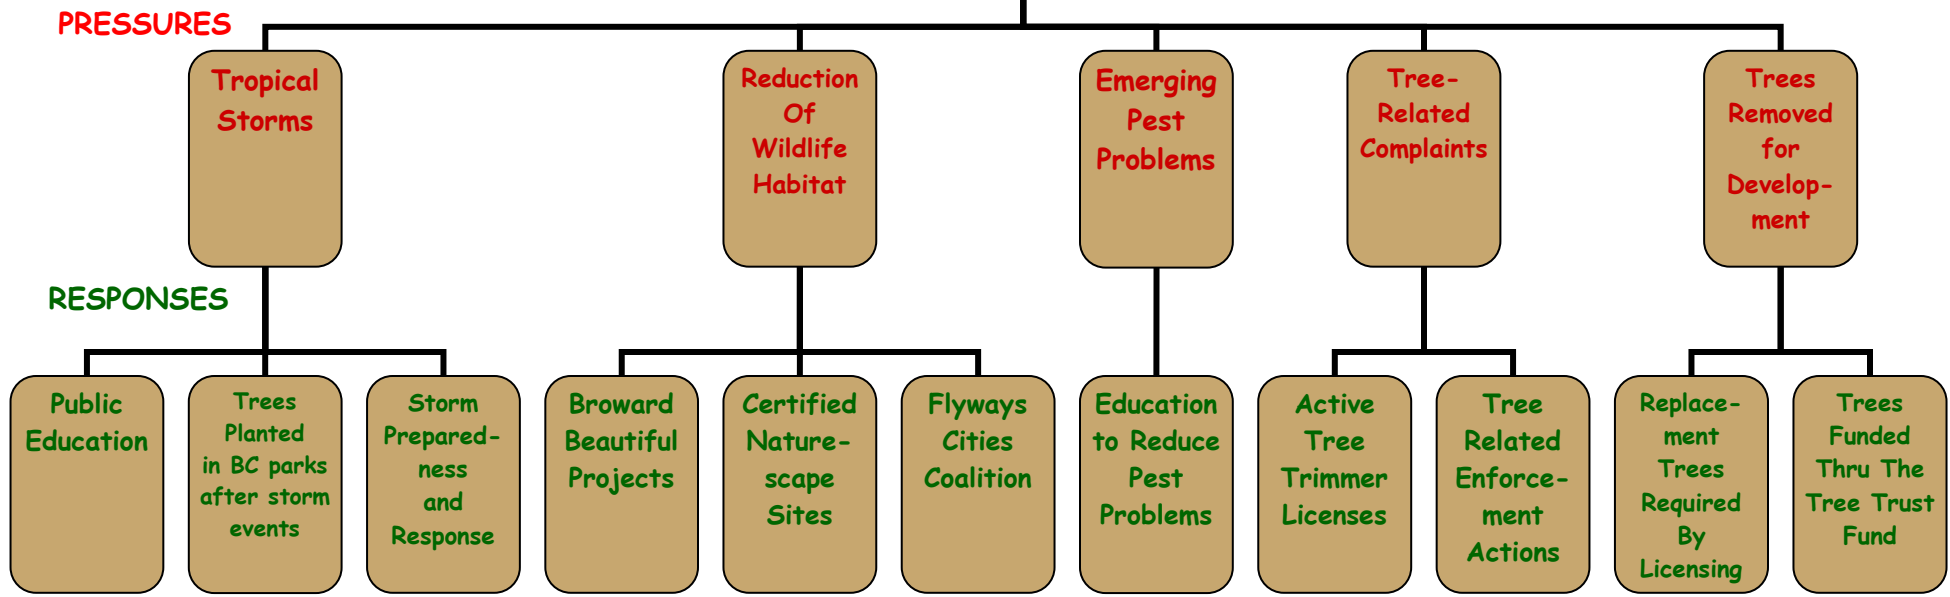 PRESSURES
Tropical
Storms
Reduction
Of
Wildlife
Habitat
Emerging
Pest
Problems
Tree-
Related
Complaints
Trees
Removed
for
Develop-
ment
RESPONSES
Public
Education
Trees
Planted
in BC parks
after storm
events
Storm
Prepared-
ness
and
Response
Broward
Beautiful
Projects
Certified
Nature-
scape
Sites
Flyways
Cities
Coalition
Education
to Reduce
Pest
Problems
Active
Tree
Trimmer
Licenses
Tree
Related
Enforce-
ment
Actions
Replace-
ment
Trees
Required
By
Licensing
Trees
Funded
Thru The
Tree Trust
Fund